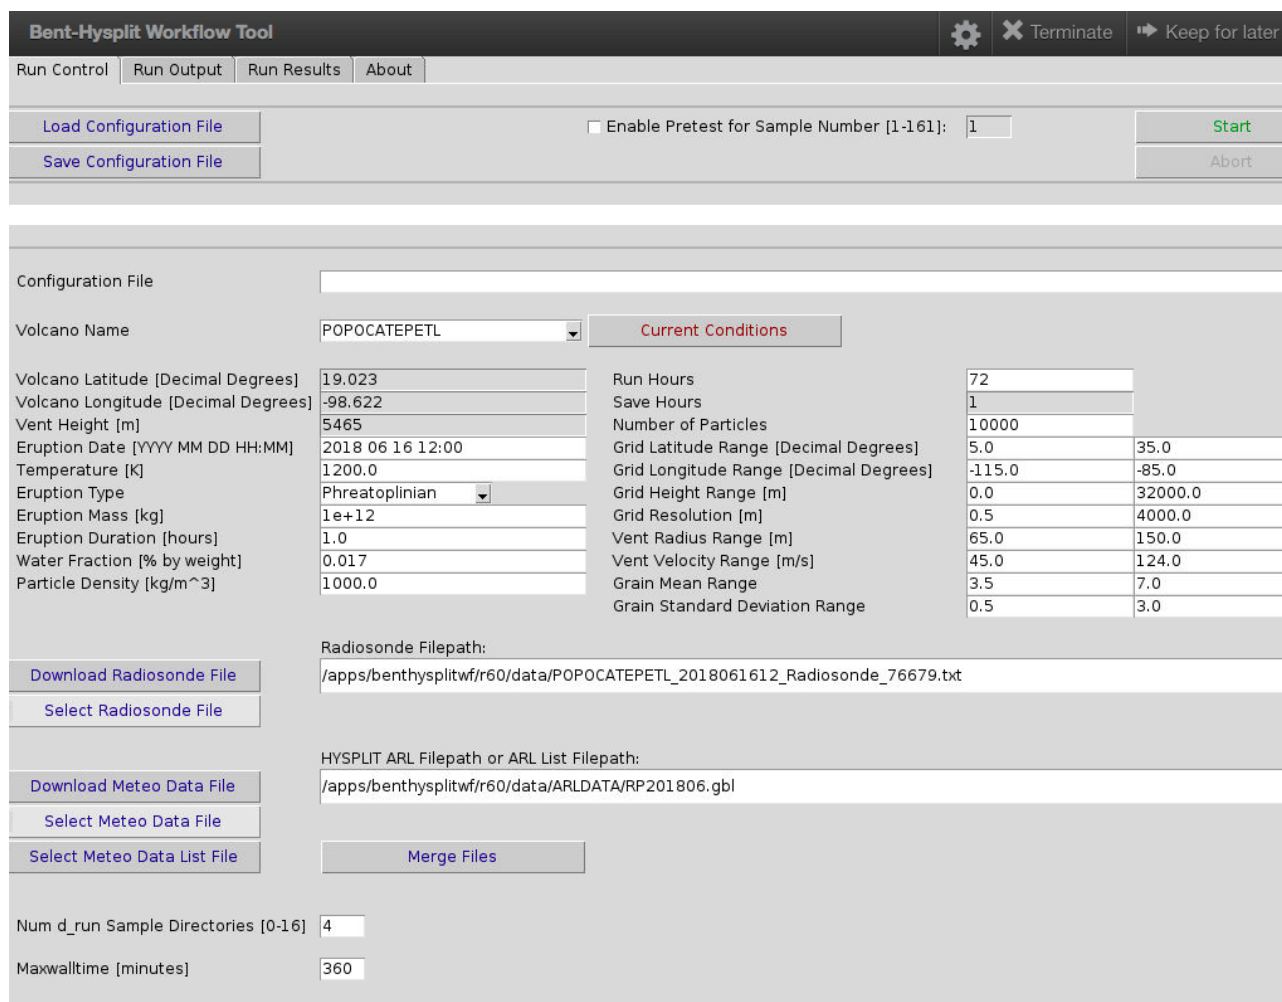 Bent-Hysplit Workflow Tool Terminate Keep for later
Run Control Run Output Run Results About
Load Configuration File Enable Pretest for Sample Number [1-161]: 1 Start
Save Configuration File Abort
Configuration File
Volcano Name POPOCATEPETL Current Conditions
Volcano Latitude [Decimal Degrees] 19.023 Run Hours 72
Volcano Longitude [Decimal Degrees] -98.622 Save Hours 1
Vent Height [m] 5465 Number of Particles 10000
Eruption Date [YYYY MM DD HH:MM] 2018 06 16 12:00 Grid Latitude Range [Decimal Degrees] 5.0 35.0
Temperature [K] 1200.0 Grid Longitude Range [Decimal Degrees] -115.0 -85.0
Eruption Type Phreatoplinian Grid Height Range [m] 0.0 32000.0
Eruption Mass [kg] 1e+12 Grid Resolution [m] 0.5 4000.0
Eruption Duration [hours] 1.0 Vent Radius Range [m] 65.0 150.0
Water Fraction [% by weight] 0.017 Vent Velocity Range [m/s] 45.0 124.0
Particle Density [kg/m^3] 1000.0 Grain Mean Range 3.5 7.0
Grain Standard Deviation Range 0.5 3.0
Radiosonde Filepath:
Download Radiosonde File /apps/benthysplitwf/r60/data/POPOCATEPETL_2018061612_Radiosonde_76679.txt
Select Radiosonde File
HYSPLIT ARL Filepath or ARL List Filepath:
Download Meteo Data File /apps/benthysplitwf/r60/data/ARLDATA/RP201806.gbl
Select Meteo Data File
Select Meteo Data List File Merge Files
Num d_run Sample Directories [0-16] 4
Maxwalltime [minutes] 360